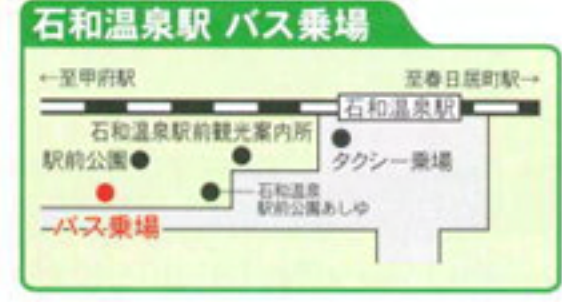 石和温泉駅 バス乗場
←至甲府駅
至春日居町駅→
石和温泉駅
石和温泉駅前観光案内所
駅前公園
タクシー乗場
石和温泉
駅前公園あしゆ
バス乗場